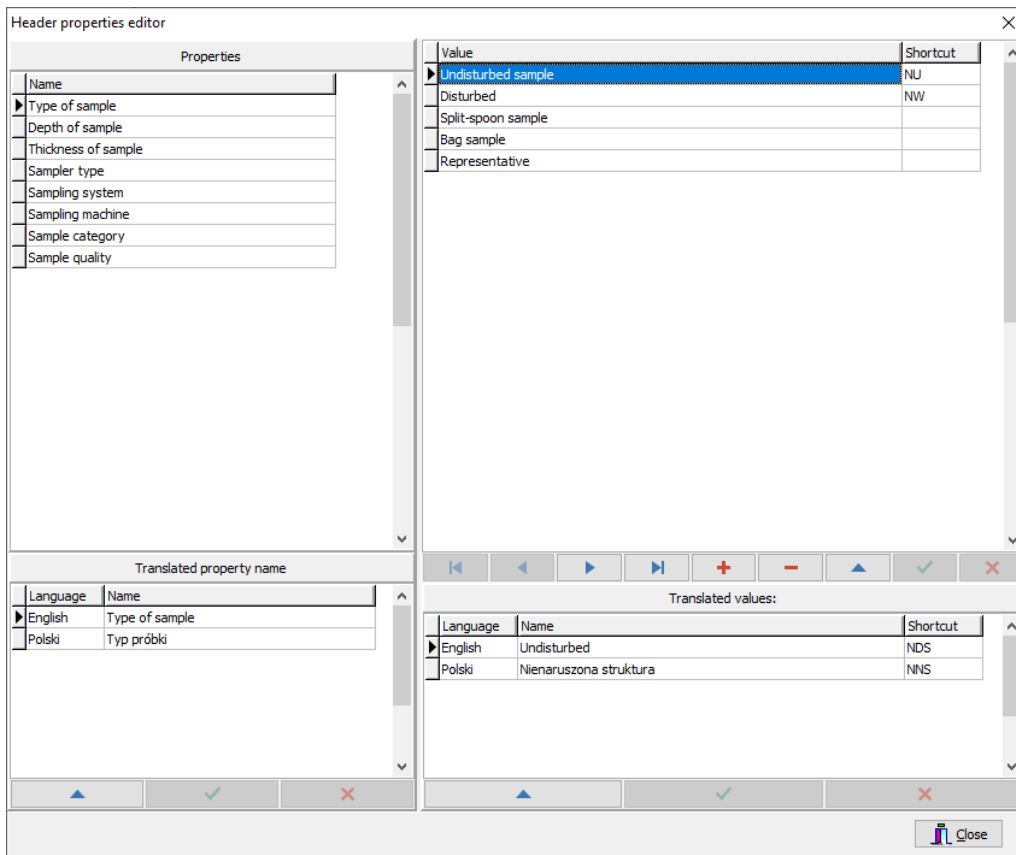 Header properties editor
Properties
Name
Type of sample
Depth of sample
Thickness of sample
Sampler type
Sampling system
Sampling machine
Sample category
Sample quality
Value Shortcut
Undisturbed sample NU
Disturbed NW
Split-spoon sample
Bag sample
Representative
Translated property name
Language Name
English Type of sample
Polski Typ próbki
Translated values:
Language Name Shortcut
English Undisturbed NDS
Polski Nienaruszona struktura NNS
Close